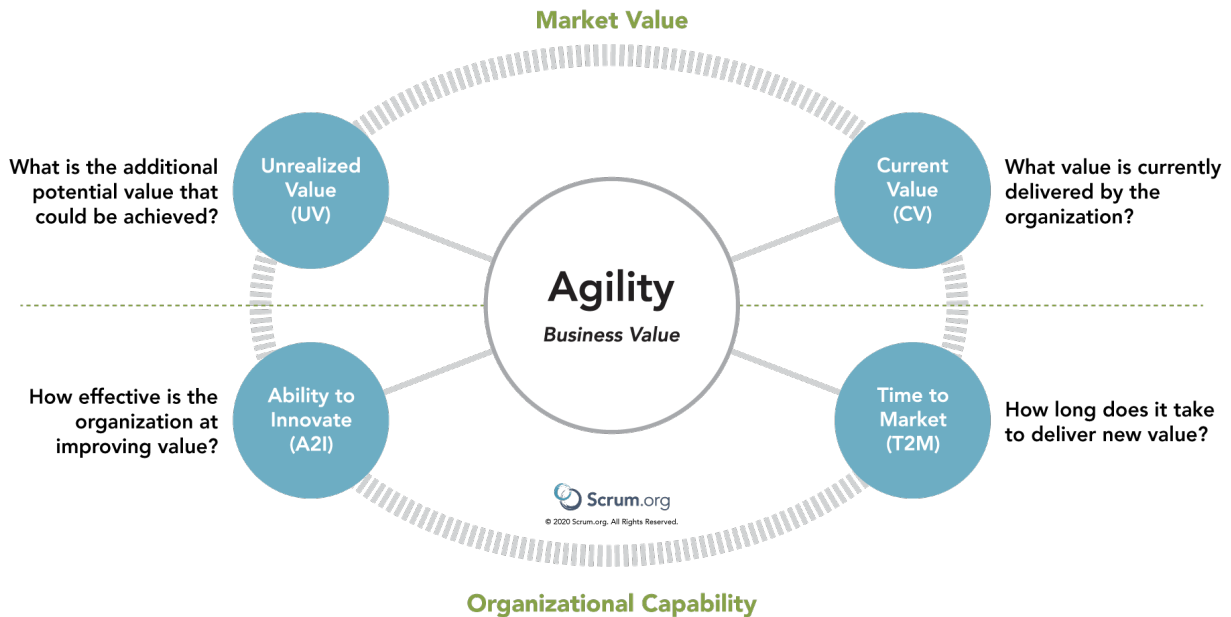 Market Value
What is the additional
potential value that
could be achieved?
Unrealized
Value
(UV)
Current
Value
(CV)
What value is currently
delivered by the
organization?
Agility
Business Value
How effective is the
organization at
improving value?
Ability to
Innovate
(A2I)
Time to
Market
(T2M)
How long does it take
to deliver new value?
Scrum.org
© 2020 Scrum.org. All Rights Reserved.
Organizational Capability